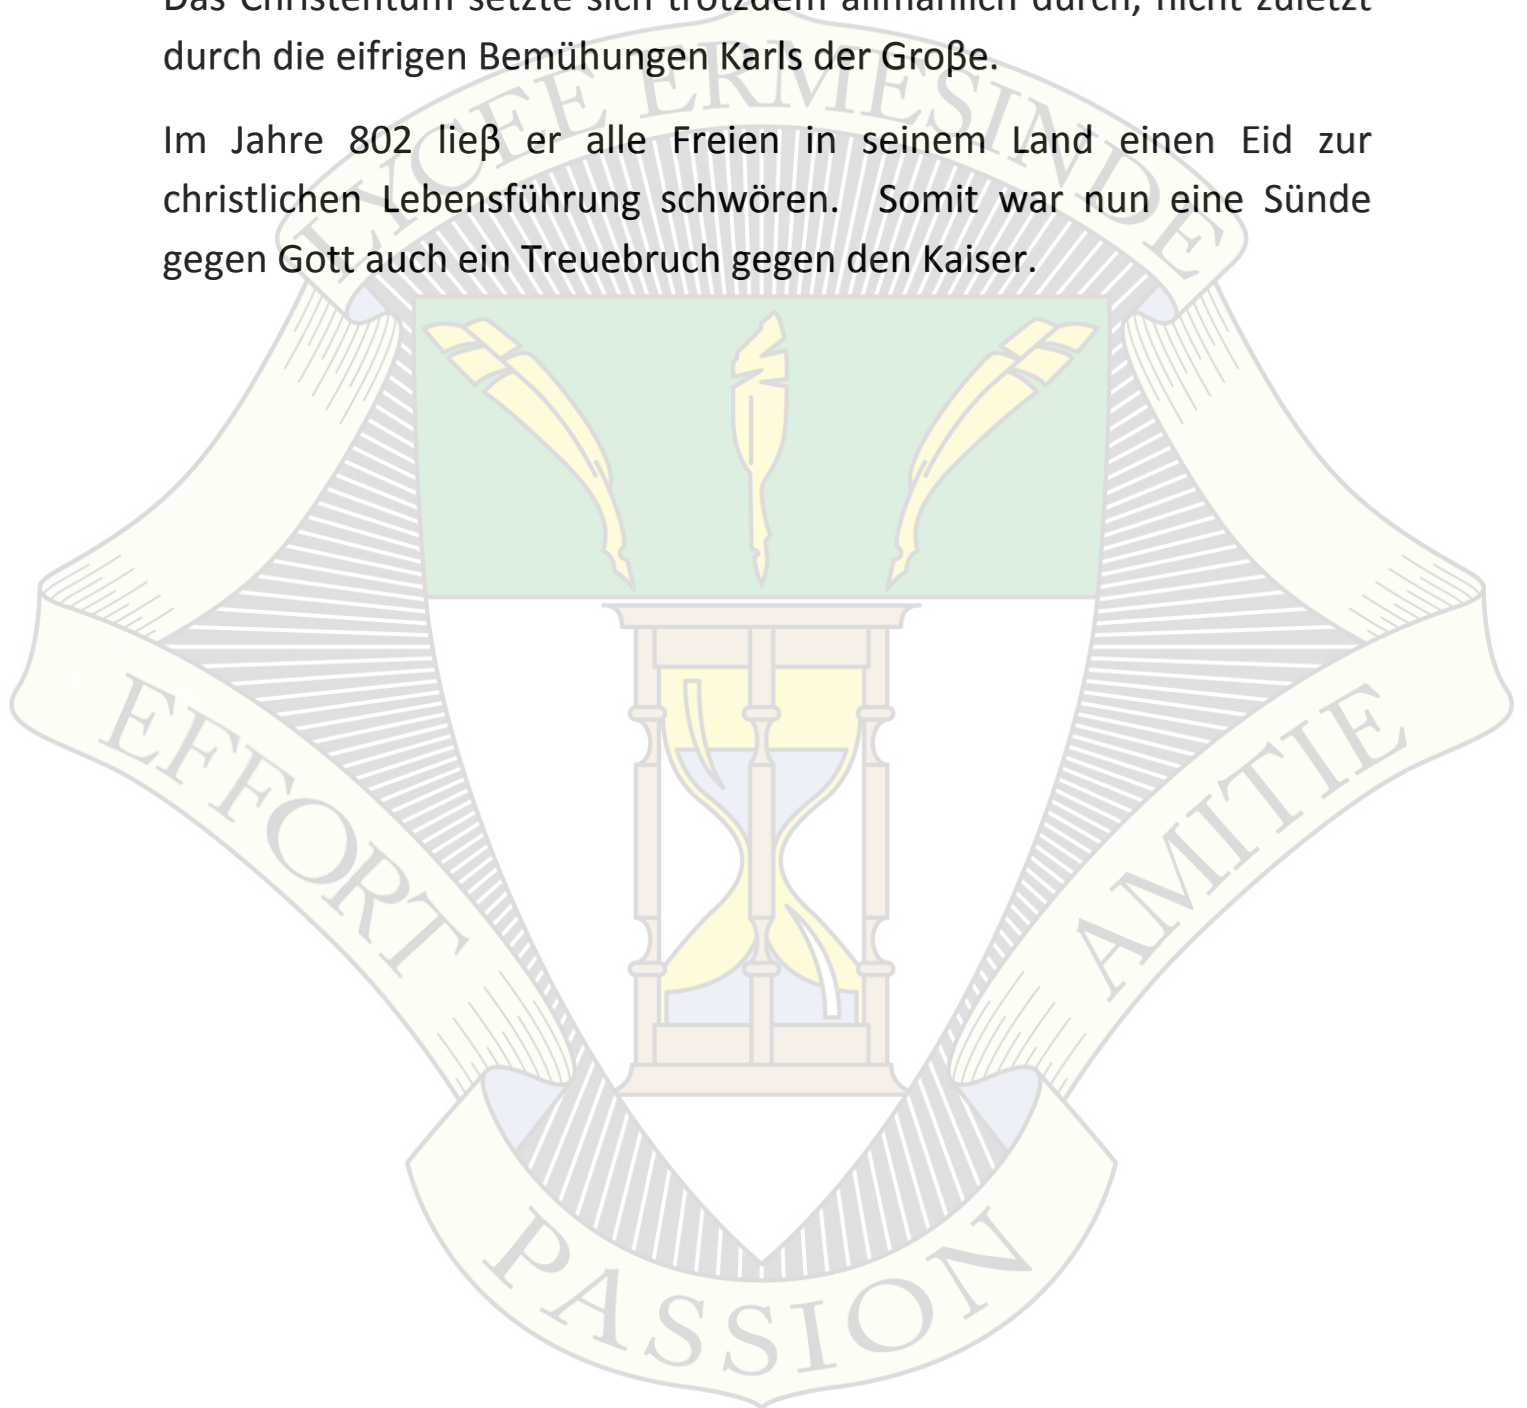 Das Christentum setzte sich trotzdem allmählich durch, nicht zuletzt
durch die eifrigen Bemühungen Karls der Groβe.
Im Jahre 802 lieβ er alle Freien in seinem Land einen Eid zur
christlichen Lebensführung schwören. Somit war nun eine Sünde
gegen Gott auch ein Treuebruch gegen den Kaiser.
LYCEE ERMESINDE
EFFORT
AMITIE
PASSION